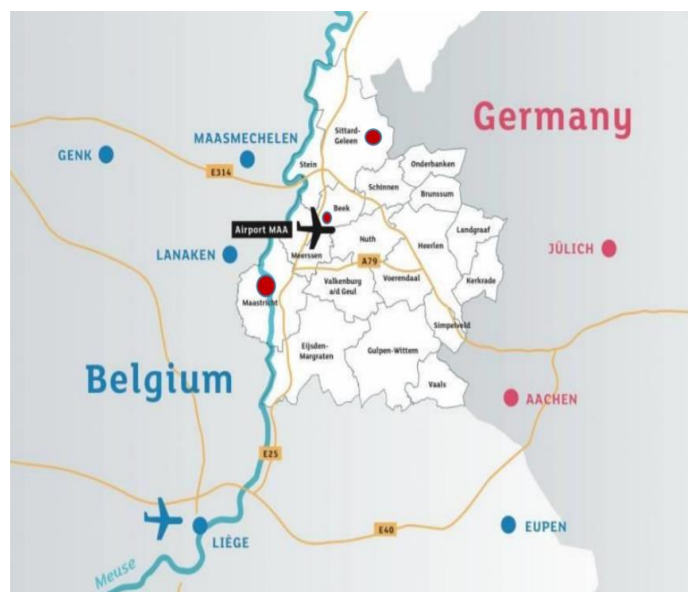 Germany
Sittard-
Geleen
MAASMECHELEN
GENK
Stein
Onderbanken
E314
Schinnen
Brunssum
Beek
Airport MAA
Landgraaf
Nuth
Heerlen
JÜLICH
LANAKEN
Meerssen
A79
Voerendaal
Kerkrade
Valkenburg
a/d Geul
Maastricht
Simpelveld
Eijsden-
Margraten
Gulpen-Wittem
Belgium
Vaals
AACHEN
E25
E40
EUPEN
LIÈGE
Meuse